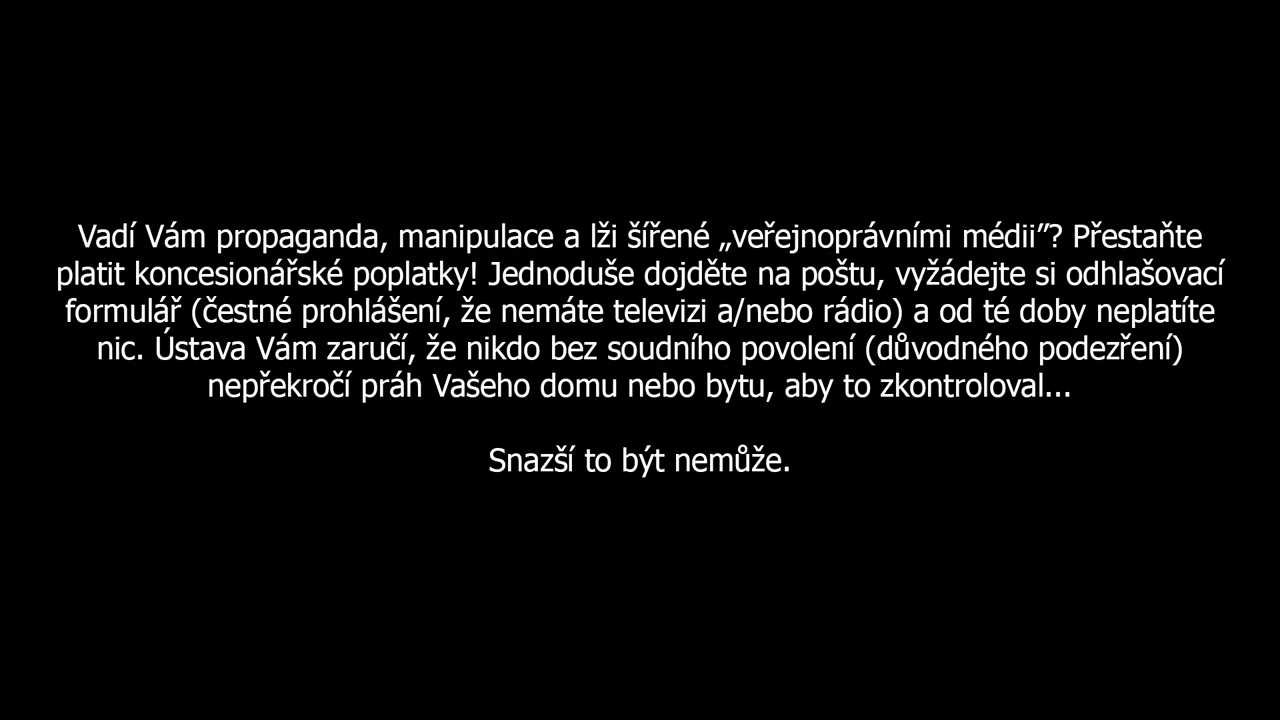 Vadí Vám propaganda, manipulace a lži šířené „veřejnoprávními médii”? Přestaňte
platit koncesionářské poplatky! Jednoduše dojděte na poštu, vyžádejte si odhlašovací
formulář (čestné prohlášení, že nemáte televizi a/nebo rádio) a od té doby neplatíte
nic. Ústava Vám zaručí, že nikdo bez soudního povolení (důvodného podezření)
nepřekročí práh Vašeho domu nebo bytu, aby to zkontroloval...
Snazší to být nemůže.